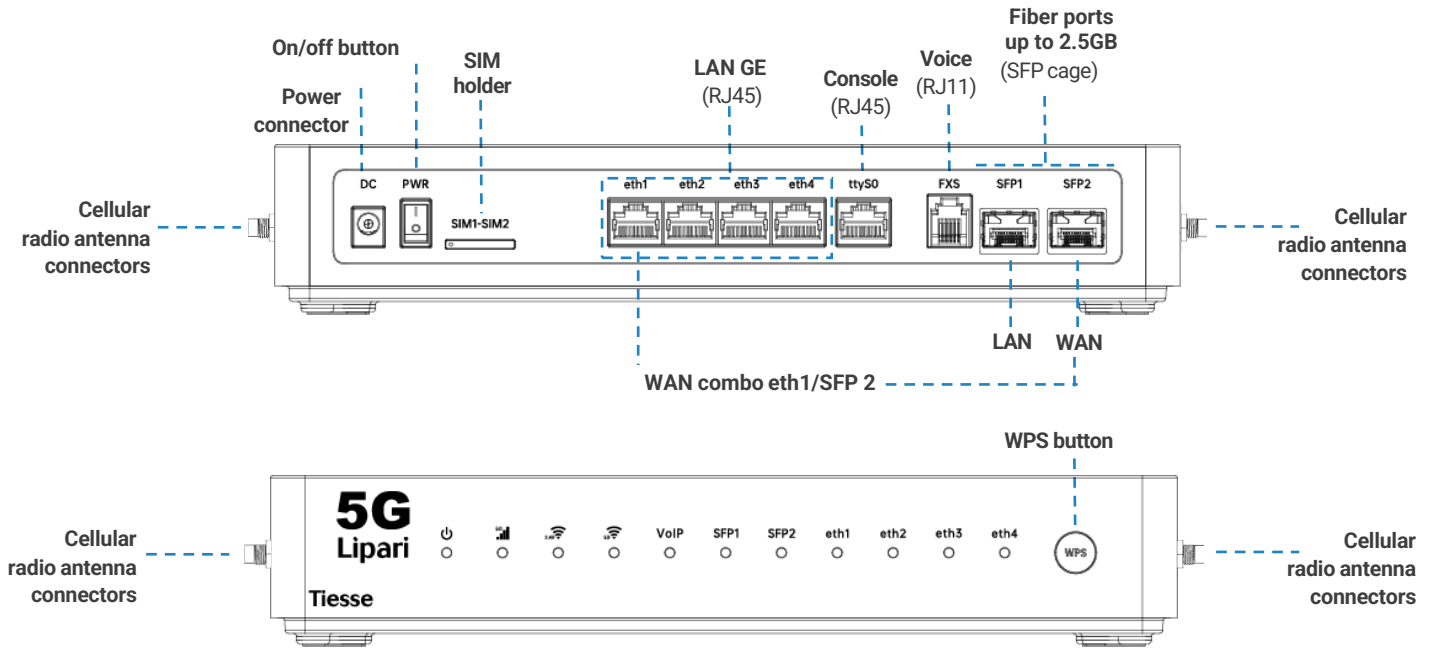 Fiber ports
up to 2.5GB
(SFP cage)
On/off button
SIM
holder
LAN GE
(RJ45)
Console
(RJ45)
Voice
(RJ11)
Power
connector
DC
PWR
SIM1-SIM2
eth1
eth2
eth3
eth4
ttyS0
FXS
SFP1
SFP2
Cellular
radio antenna
connectors
Cellular
radio antenna
connectors
LAN
WAN
WAN combo eth1/SFP 2
WPS button
5G
Lipari
Tiesse
VoIP
SFP1
SFP2
eth1
eth2
eth3
eth4
WPS
Cellular
radio antenna
connectors
Cellular
radio antenna
connectors